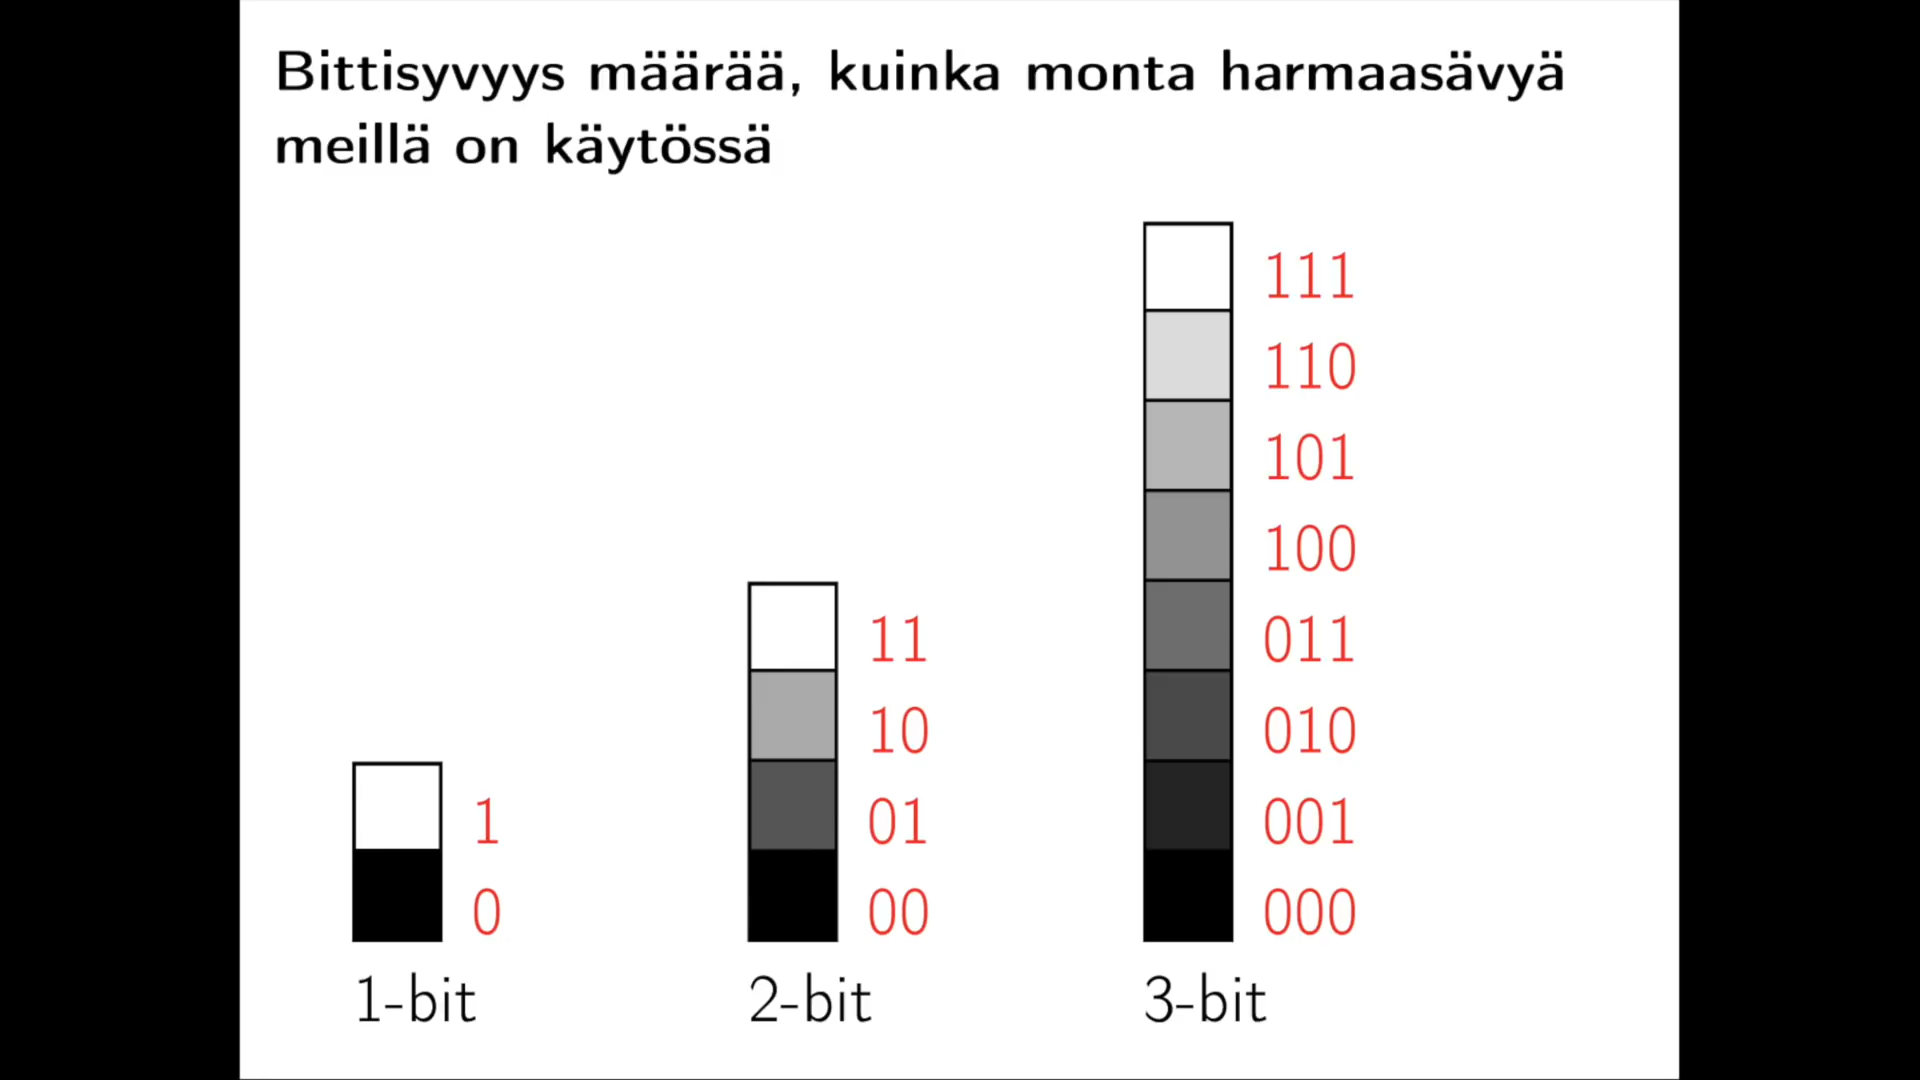 Bittisyvyys määrää, kuinka monta harmaasävyä
meillä on käytössä
1
0
1-bit
11
10
01
00
2-bit
111
110
101
100
011
010
001
000
3-bit